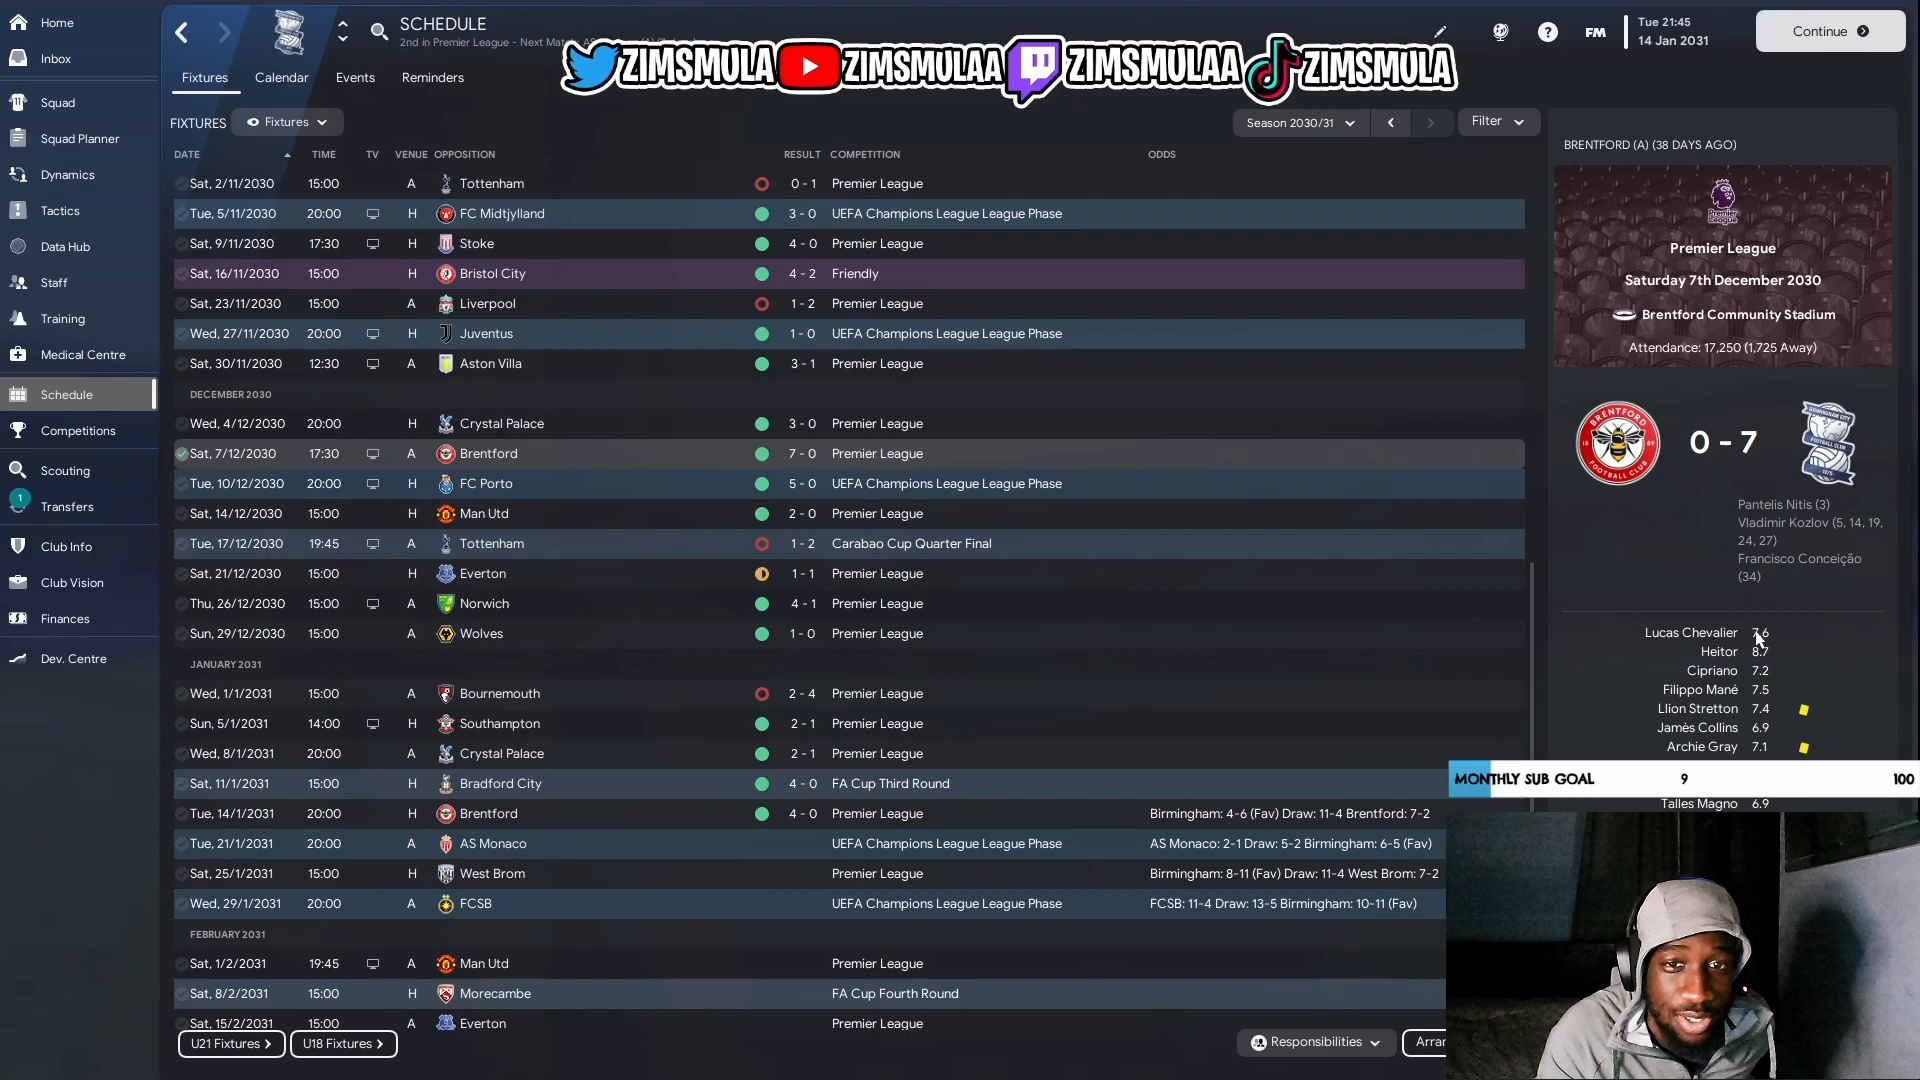 Home
Inbox
Squad
Squad Planner
Dynamics
Tactics
Data Hub
Staff
Training
Medical Centre
Schedule
Competitions
Scouting
1
Transfers
Club Info
Club Vision
Finances
Dev. Centre
SCHEDULE
2nd in Premier League - Next Match:
FM
Tue 21:45
14 Jan 2031
Continue
Fixtures
Calendar
Events
Reminders
ZIMSMULA
ZIMSMULAA
ZIMSMULAA
ZIMSMULA
FIXTURES
Fixtures
Season 2030/31
Filter
DATE TIME TV VENUE OPPOSITION RESULT COMPETITION ODDS
Sat, 2/11/2030 15:00 A Tottenham 0 - 1 Premier League
Tue, 5/11/2030 20:00 H FC Midtjylland 3 - 0 UEFA Champions League League Phase
Sat, 9/11/2030 17:30 H Stoke 4 - 0 Premier League
Sat, 16/11/2030 15:00 H Bristol City 4 - 2 Friendly
Sat, 23/11/2030 15:00 A Liverpool 1 - 2 Premier League
Wed, 27/11/2030 20:00 H Juventus 1 - 0 UEFA Champions League League Phase
Sat, 30/11/2030 12:30 A Aston Villa 3 - 1 Premier League
DECEMBER 2030
Wed, 4/12/2030 20:00 H Crystal Palace 3 - 0 Premier League
Sat, 7/12/2030 17:30 A Brentford 7 - 0 Premier League
Tue, 10/12/2030 20:00 H FC Porto 5 - 0 UEFA Champions League League Phase
Sat, 14/12/2030 15:00 H Man Utd 2 - 0 Premier League
Tue, 17/12/2030 19:45 A Tottenham 1 - 2 Carabao Cup Quarter Final
Sat, 21/12/2030 15:00 H Everton 1 - 1 Premier League
Thu, 26/12/2030 15:00 A Norwich 4 - 1 Premier League
Sun, 29/12/2030 15:00 A Wolves 1 - 0 Premier League
JANUARY 2031
Wed, 1/1/2031 15:00 A Bournemouth 2 - 4 Premier League
Sun, 5/1/2031 14:00 H Southampton 2 - 1 Premier League
Wed, 8/1/2031 20:00 A Crystal Palace 2 - 1 Premier League
Sat, 11/1/2031 15:00 H Bradford City 4 - 0 FA Cup Third Round
Tue, 14/1/2031 20:00 H Brentford 4 - 0 Premier League Birmingham: 4-6 (Fav) Draw: 11-4 Brentford: 7-2
Tue, 21/1/2031 20:00 A AS Monaco UEFA Champions League League Phase AS Monaco: 2-1 Draw: 5-2 Birmingham: 6-5 (Fav)
Sat, 25/1/2031 15:00 H West Brom Premier League Birmingham: 8-11 (Fav) Draw: 11-4 West Brom: 7-2
Wed, 29/1/2031 20:00 A FCSB UEFA Champions League League Phase FCSB: 11-4 Draw: 13-5 Birmingham: 10-11 (Fav)
FEBRUARY 2031
Sat, 1/2/2031 19:45 A Man Utd Premier League
Sat, 8/2/2031 15:00 H Morecambe FA Cup Fourth Round
Sat, 15/2/2031 15:00 A Everton Premier League
U21 Fixtures
U18 Fixtures
Responsibilities
Arran
BRENTFORD (A) (38 DAYS AGO)
Premier League
Premier League
Saturday 7th December 2030
Brentford Community Stadium
Attendance: 17,250 (1,725 Away)
BRENTFORD
FOOTBALL CLUB
0 - 7
BIRMINGHAM CITY
FOOTBALL CLUB
1875
Pantelis Nitis (3)
Vladimir Kozlov (5, 14, 19,
24, 27)
Francisco Conceição
(34)
Lucas Chevalier 7.6
Heitor 8.7
Cipriano 7.2
Filippo Mané 7.5
Llion Stretton 7.4
Jamès Collins 6.9
Archie Gray 7.1
MONTHLY SUB GOAL 9 100
Talles Magno 6.9